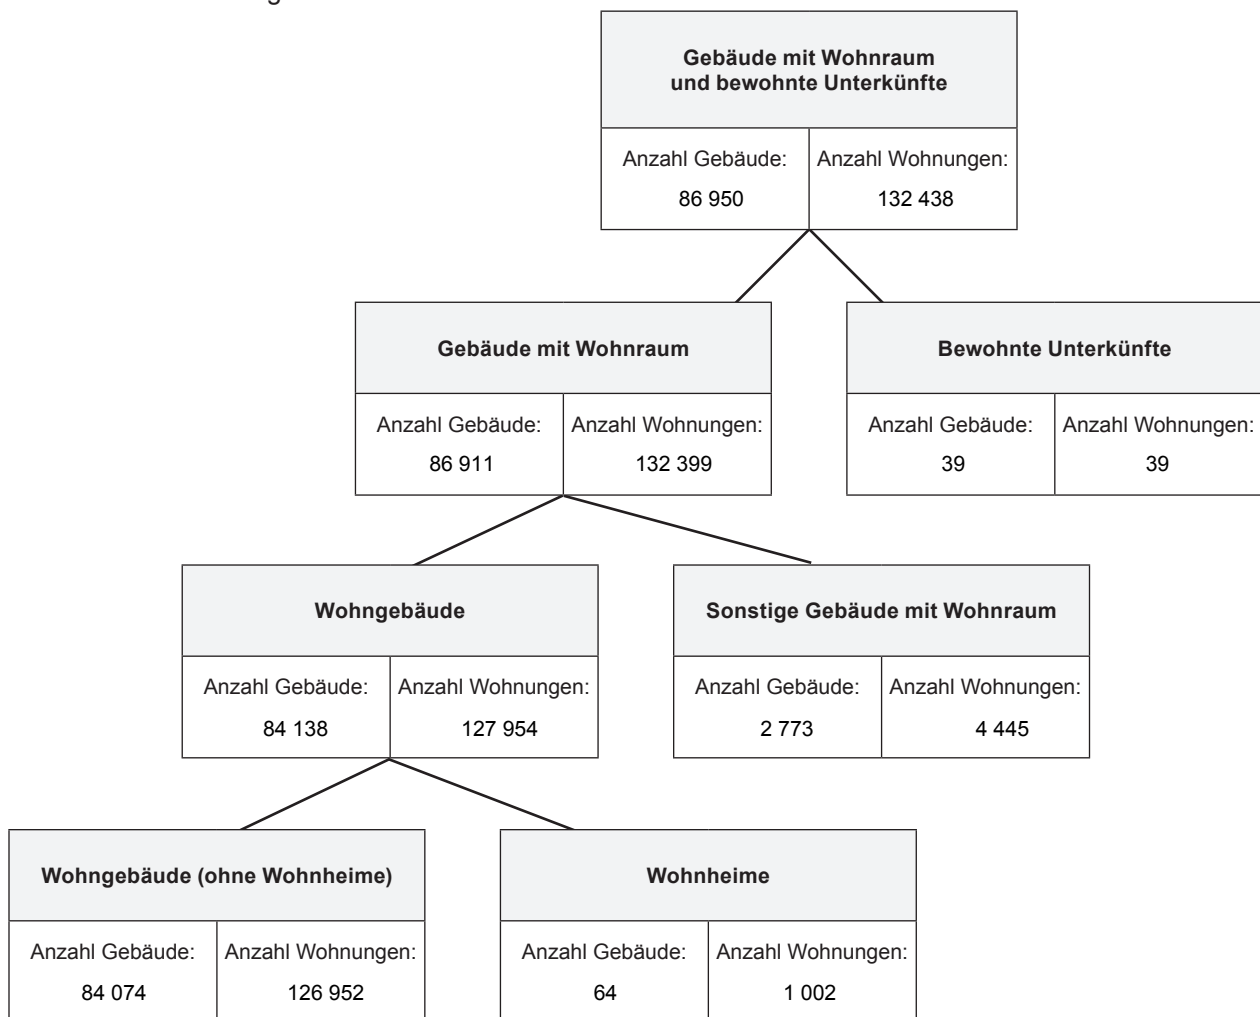 Gebäude mit Wohnraum
und bewohnte Unterkünfte
Anzahl Gebäude: Anzahl Wohnungen:
86 950 132 438
Gebäude mit Wohnraum Bewohnte Unterkünfte
Anzahl Gebäude: Anzahl Wohnungen: Anzahl Gebäude: Anzahl Wohnungen:
86 911 132 399 39 39
Wohngebäude Sonstige Gebäude mit Wohnraum
Anzahl Gebäude: Anzahl Wohnungen: Anzahl Gebäude: Anzahl Wohnungen:
84 138 127 954 2 773 4 445
Wohngebäude (ohne Wohnheime) Wohnheime
Anzahl Gebäude: Anzahl Wohnungen: Anzahl Gebäude: Anzahl Wohnungen:
84 074 126 952 64 1 002